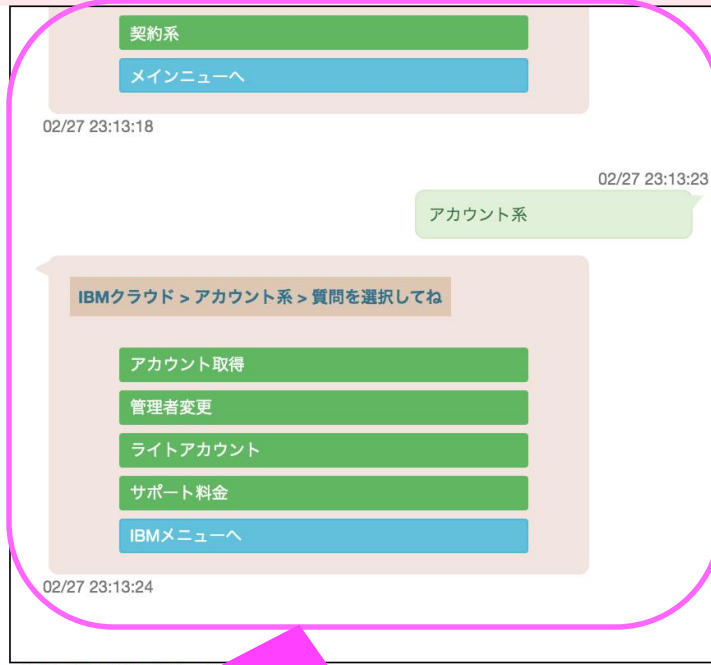 契約系
メインニューへ
02/27 23:13:18
02/27 23:13:23
アカウント系
IBMクラウド > アカウント系 > 質問を選択してね
アカウント取得
管理者変更
ライトアカウント
サポート料金
IBMメニューへ
02/27 23:13:24